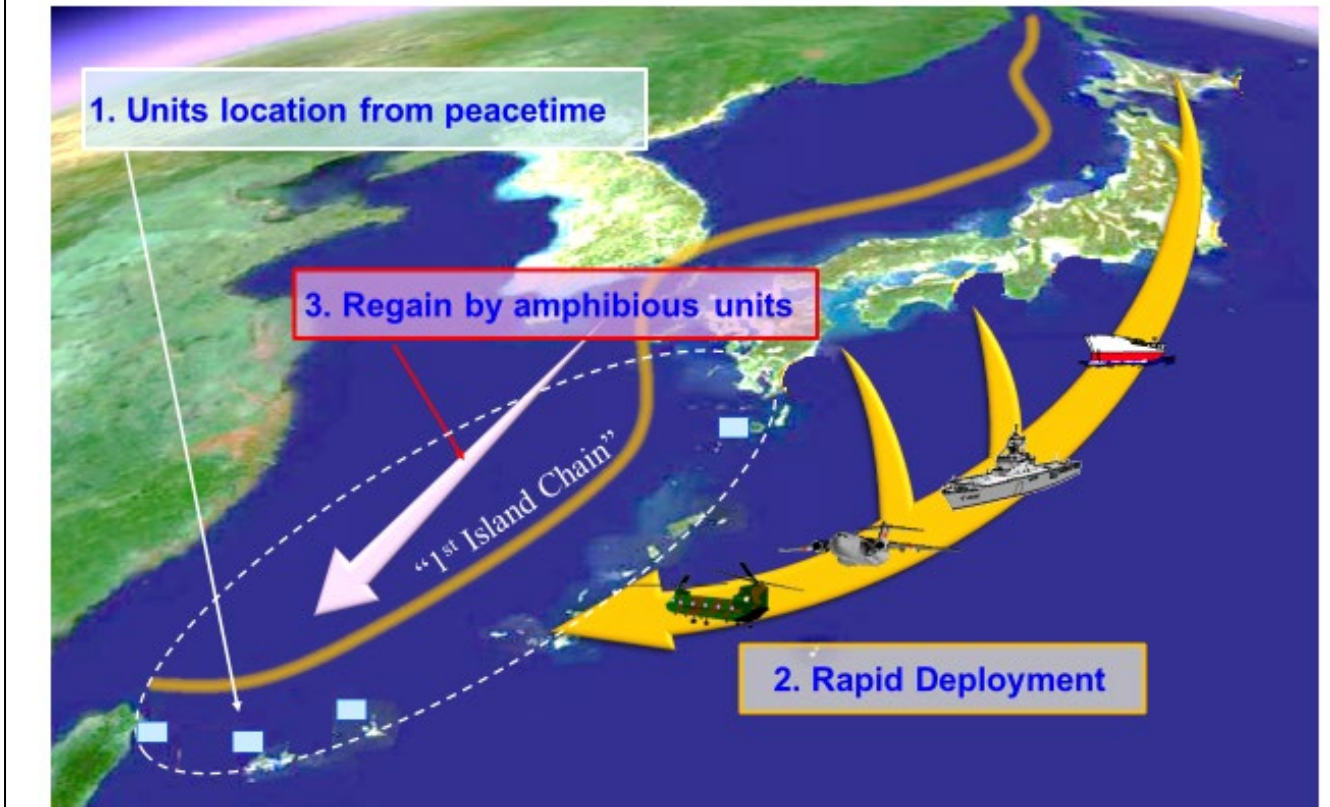 1. Units location from peacetime
3. Regain by amphibious units
“1st Island Chain”
2. Rapid Deployment